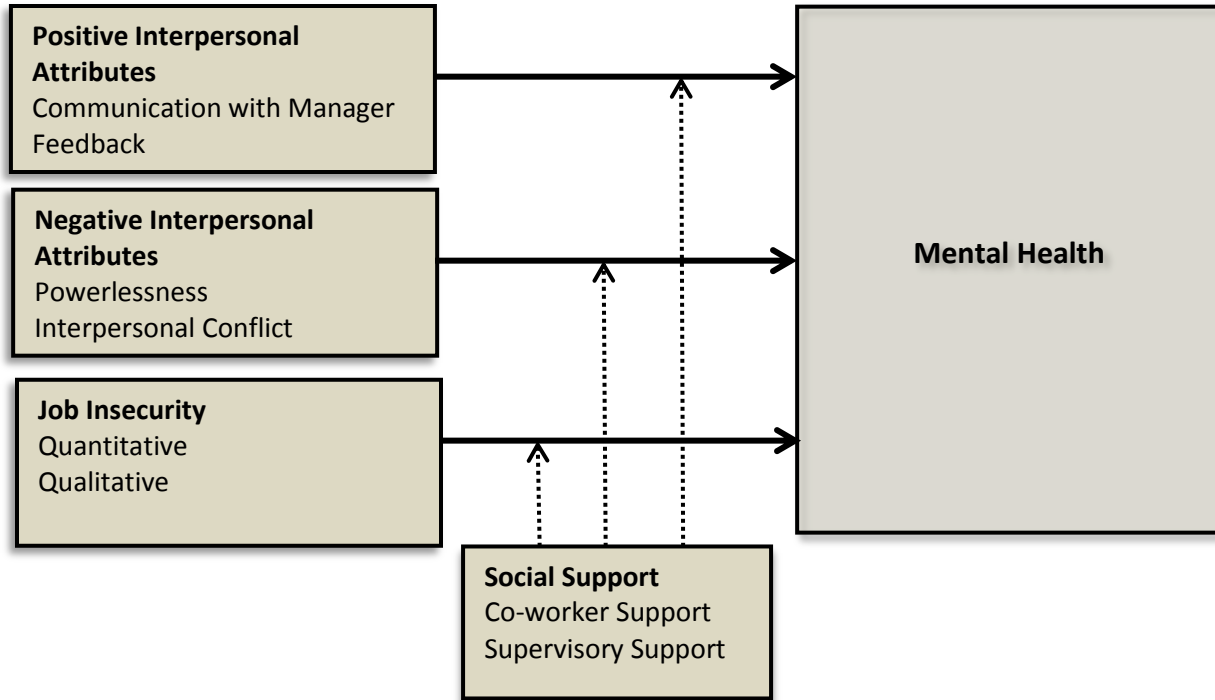 Positive Interpersonal
Attributes
Communication with Manager
Feedback
Negative Interpersonal
Attributes
Powerlessness
Interpersonal Conflict
Job Insecurity
Quantitative
Qualitative
Mental Health
Social Support
Co-worker Support
Supervisory Support